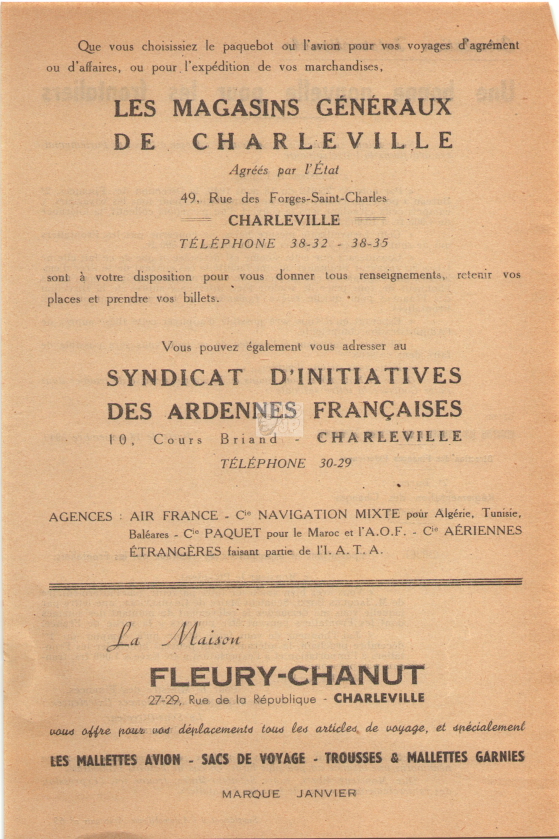 Que vous choisissiez le paquebot ou l'avion pour vos voyages d'agrément
ou d'affaires, ou pour l'expédition de vos marchandises,
LES MAGASINS GÉNÉRAUX
DE CHARLEVILLE
Agréés par l'État
49, Rue des Forges-Saint-Charles
CHARLEVILLE
TÉLÉPHONE 38-32 - 38-35
sont à votre disposition pour vous donner tous renseignements, retenir vos
places et prendre vos billets.
Vous pouvez également vous adresser au
SYNDICAT D'INITIATIVES
DES ARDENNES FRANÇAISES
10, Cours Briand - CHARLEVILLE
TÉLÉPHONE 30-29
AGENCES : AIR FRANCE - Cie NAVIGATION MIXTE pour Algérie, Tunisie,
Baléares - Cie PAQUET pour le Maroc et l'A.O.F. - Cie AÉRIENNES
ÉTRANGÈRES faisant partie de l'I. A. T. A.
La Maison
FLEURY-CHANUT
27-29, Rue de la République - CHARLEVILLE
vous offre pour vos déplacements tous les articles de voyage, et spécialement
LES MALLETTES AVION - SACS DE VOYAGE - TROUSSES & MALLETTES GARNIES
MARQUE JANVIER